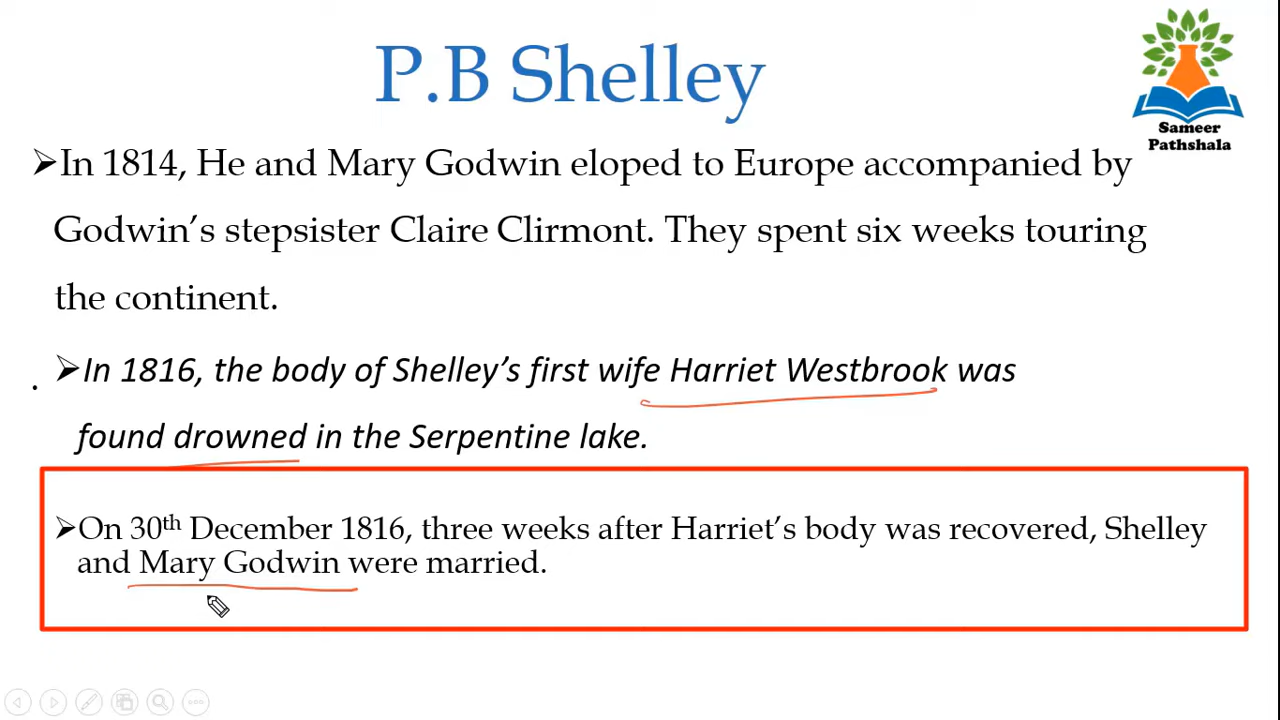 P.B Shelley
Sameer
Pathshala
➢In 1814, He and Mary Godwin eloped to Europe accompanied by
Godwin’s stepsister Claire Clirmont. They spent six weeks touring
the continent.
.
➢In 1816, the body of Shelley’s first wife Harriet Westbrook was
found drowned in the Serpentine lake.
➢On 30th December 1816, three weeks after Harriet’s body was recovered, Shelley
and Mary Godwin were married.